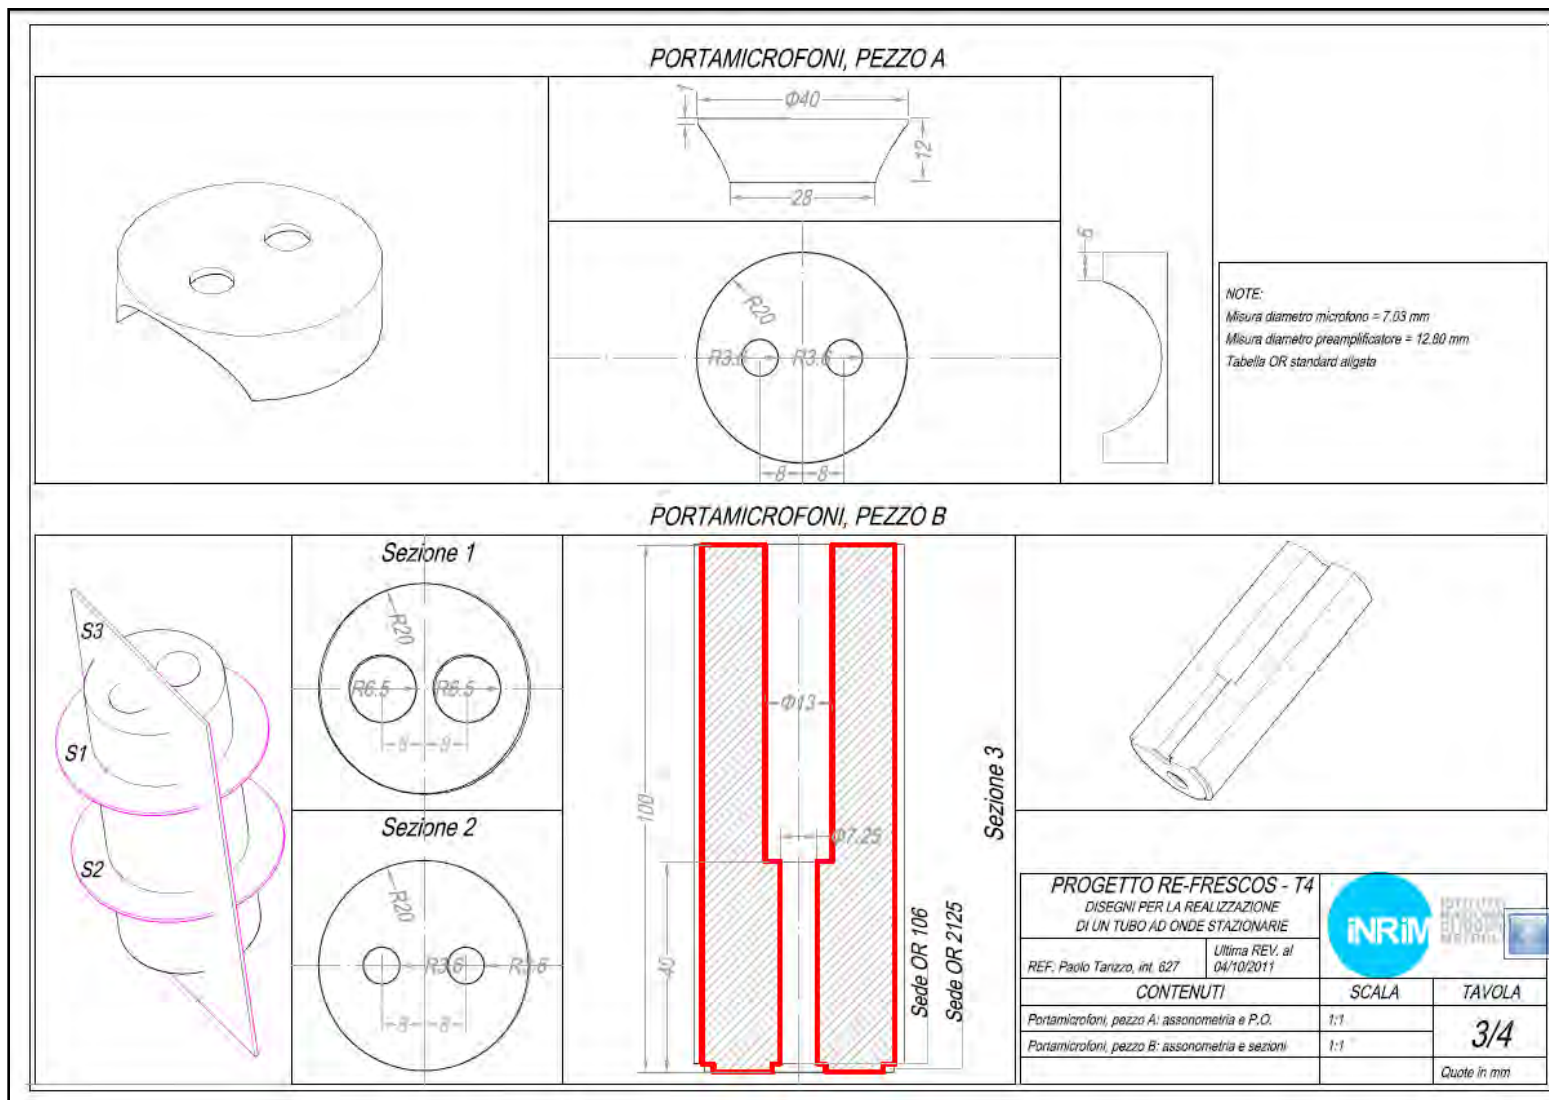 PORTAMICROFONI, PEZZO A
1
Φ40
12
28
6
R20
R3.6
R3.6
8
8
NOTE:
Misura diametro microfono = 7.03 mm
Misura diametro preamplificatore = 12.80 mm
Tabella OR standard allgata
PORTAMICROFONI, PEZZO B
S3
S1
S2
Sezione 1
R20
R6.5
R6.5
8
8
Sezione 2
R20
R3.6
R3.6
8
8
100
40
Φ13
Φ7.25
Sede OR 106
Sede OR 2125
Sezione 3
PROGETTO RE-FRESCOS - T4
DISEGNI PER LA REALIZZAZIONE
DI UN TUBO AD ONDE STAZIONARIE
REF. Paolo Tarizzo, int. 627
Ultima REV. al
04/10/2011
iNRiM
CONTENUTI
SCALA
TAVOLA
Portamicrofoni, pezzo A: assonometria e P.O.
1:1
Portamicrofoni, pezzo B: assonometria e sezioni
1:1
3/4
Quote in mm